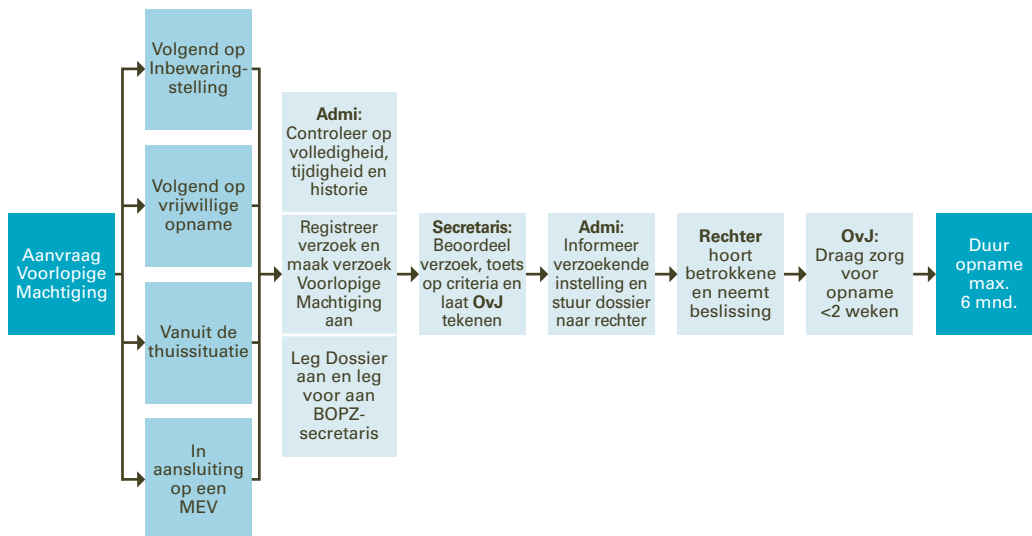 Aanvraag
Voorlopige
Machtiging
Volgend op
Inbewaring-
stelling
Volgend op
vrijwillige
opname
Vanuit de
thuissituatie
In
aansluiting
op een
MEV
Admi:
Controleer op
volledigheid,
tijdigheid en
historie
Registreer
verzoek en
maak verzoek
Voorlopige
Machtiging
aan
Leg Dossier
aan en leg
voor aan
BOPZ-
secretaris
Secretaris:
Beoordeel
verzoek, toets
op criteria en
laat OvJ
tekenen
Admi:
Informeer
verzoekende
instelling en
stuur dossier
naar rechter
Rechter
hoort
betrokkene
en neemt
beslissing
OvJ:
Draag zorg
voor
opname
<2 weken
Duur
opname
max.
6 mnd.